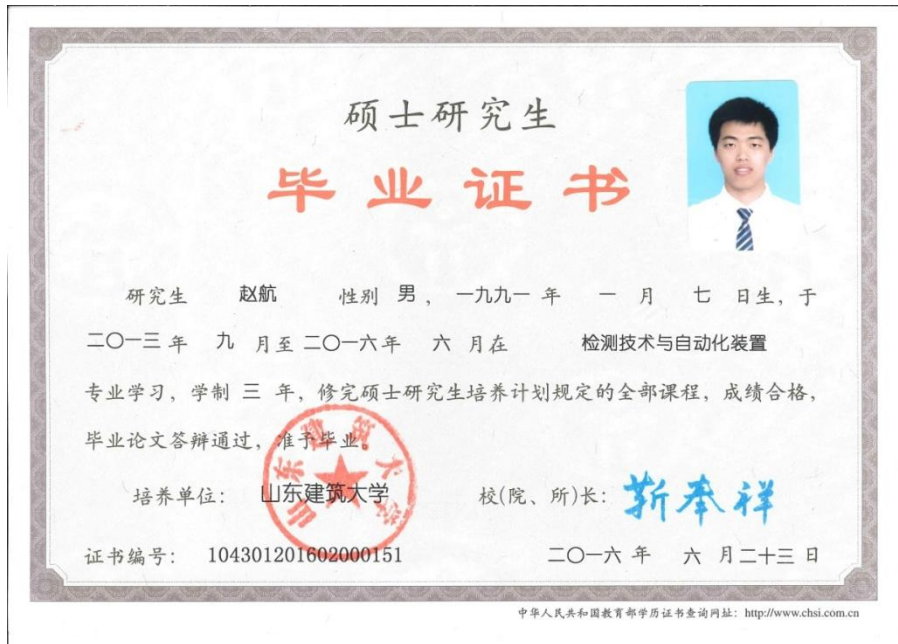 硕士研究生
毕业证书
研究生 赵航 性别 男，一九九一 年 一 月 七 日生，于
二〇一三 年 九 月至 二〇一六 年 六 月在 检测技术与自动化装置
专业学习，学制 三 年，修完硕士研究生培养计划规定的全部课程，成绩合格，
毕业论文答辩通过，准予毕业。
山东建筑大学
培养单位： 山东建筑大学 校(院、所)长： 靳奉祥
证书编号： 104301201602000151 二〇一六 年 六 月 二十三 日
中华人民共和国教育部学历证书查询网址：http://www.chsi.com.cn